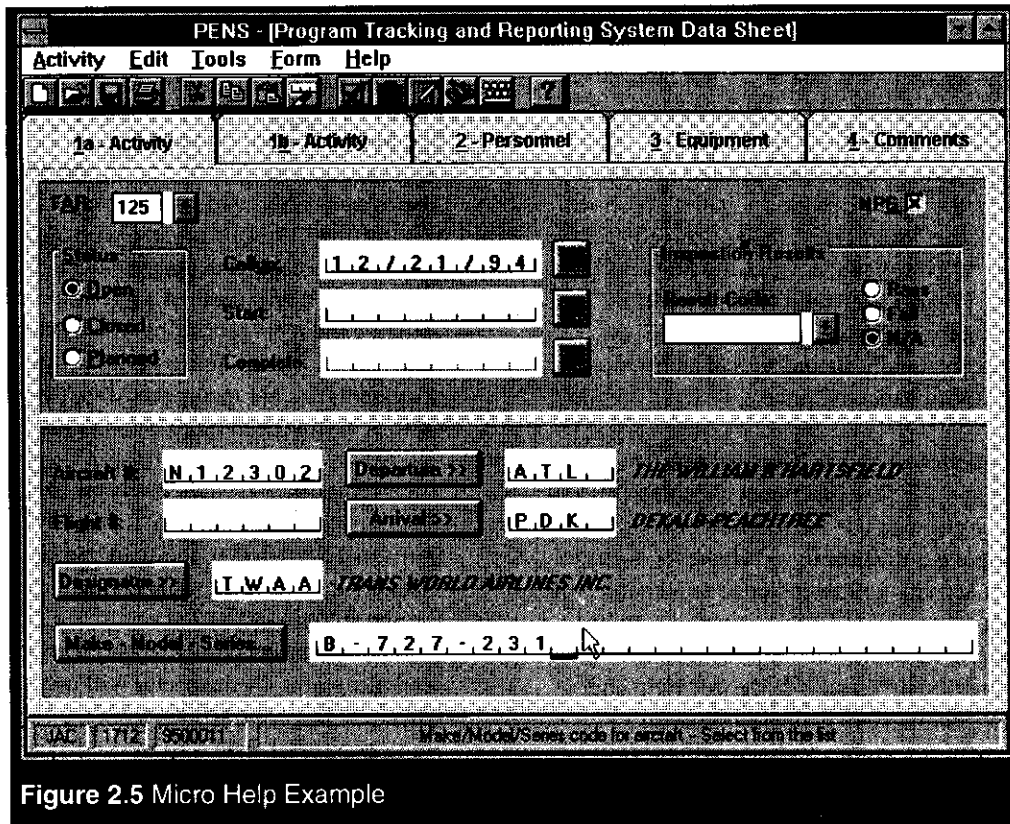 PENS - [Program Tracking and Reporting System Data Sheet]
Activity Edit Tools Form Help
?
1a - Activity 1b - Activity 2 - Personnel 3 - Equipment 4 - Comments
FAR: 125 NPG X
Status
Open
Closed
Planned
Callup: 12/21/94
Start:
Complete:
Inspection Results
Result Code:
Pass
Fail
N/A
Aircraft #: N12302 Departure >> ATL THE WILLIAM B HARTSFIELD
Flight #: Arrival >> PDK DEKALB-PEACHTREE
Designator >> TWAA TRANS WORLD AIRLINES INC
Make - Model - Series... B-727-231
JAC 1712 9500011 Make/Model/Series code for aircraft - Select from the list
Figure 2.5 Micro Help Example